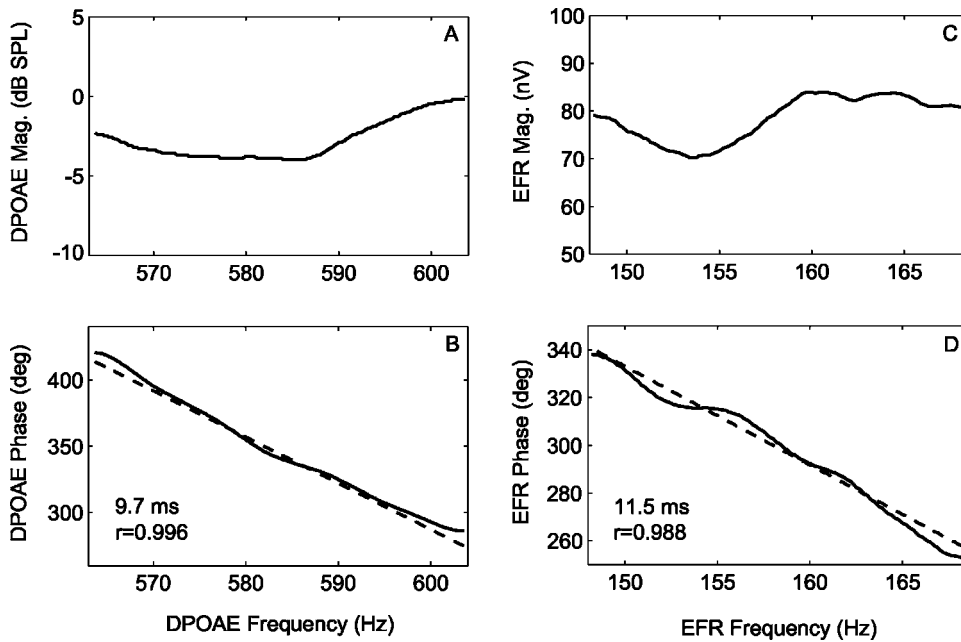 A
DPOAE Mag. (dB SPL)
5
0
-5
-10
570
580
590
600
C
EFR Mag. (nV)
100
90
80
70
60
50
150
155
160
165
B
DPOAE Phase (deg)
400
350
300
9.7 ms
r=0.996
570
580
590
600
DPOAE Frequency (Hz)
D
EFR Phase (deg)
340
320
300
280
260
11.5 ms
r=0.988
150
155
160
165
EFR Frequency (Hz)